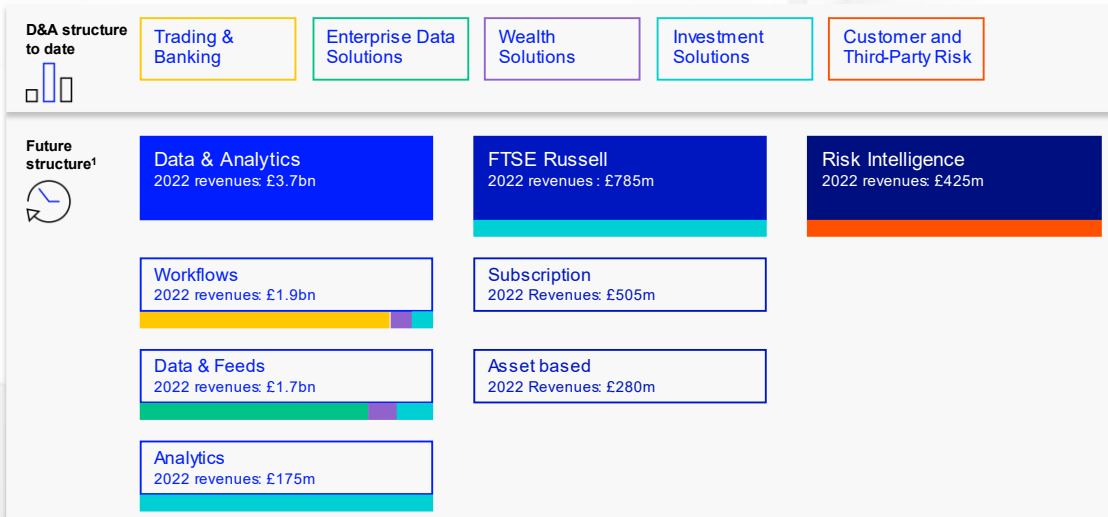 D&A structure
to date
Trading &
Banking
Enterprise Data
Solutions
Wealth
Solutions
Investment
Solutions
Customer and
Third-Party Risk
Future
structure¹
Data & Analytics
2022 revenues: £3.7bn
FTSE Russell
2022 revenues : £785m
Risk Intelligence
2022 revenues: £425m
Workflows
2022 revenues: £1.9bn
Subscription
2022 Revenues: £505m
Data & Feeds
2022 revenues: £1.7bn
Asset based
2022 Revenues: £280m
Analytics
2022 revenues: £175m